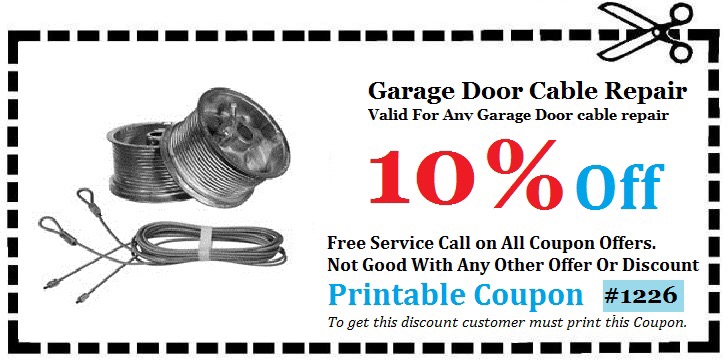 Garage Door Cable Repair
Valid For Any Garage Door cable repair
10% Off
Free Service Call on All Coupon Offers.
Not Good With Any Other Offer Or Discount
Printable Coupon #1226
To get this discount customer must print this Coupon.